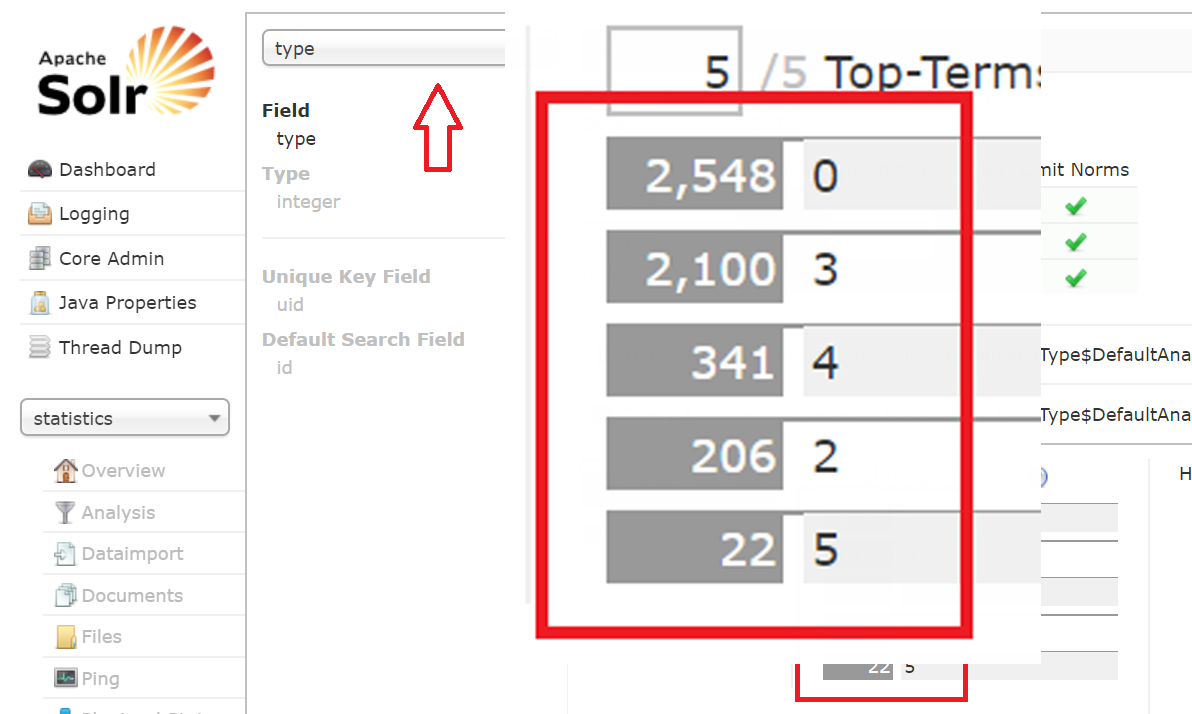 Apache
Solr
Dashboard
Logging
Core Admin
Java Properties
Thread Dump
statistics
Overview
Analysis
Dataimport
Documents
Files
Ping
type
Field
type
Type
integer
Unique Key Field
uid
Default Search Field
id
5 /5 Top-Terms
2,548 0
2,100 3
341 4
206 2
22 5
mit Norms
Type$DefaultAna
Type$DefaultAna
H
22 5